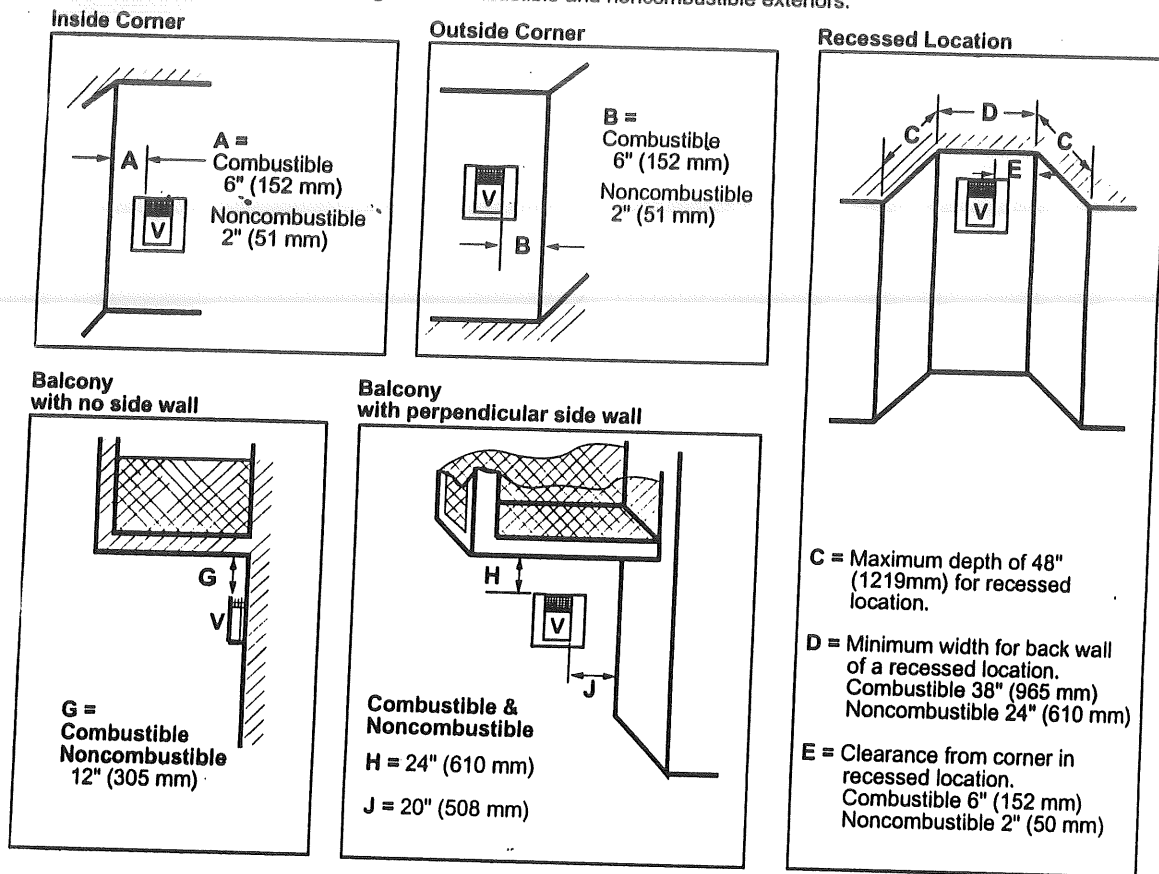 and noncombustible exteriors.
Inside Corner
A
A =
Combustible
6" (152 mm)
Noncombustible
2" (51 mm)
V
Outside Corner
B =
Combustible
6" (152 mm)
Noncombustible
2" (51 mm)
V
B
Recessed Location
C
D
C
E
V
C = Maximum depth of 48"
(1219mm) for recessed
location.
D = Minimum width for back wall
of a recessed location.
Combustible 38" (965 mm)
Noncombustible 24" (610 mm)
E = Clearance from corner in
recessed location.
Combustible 6" (152 mm)
Noncombustible 2" (50 mm)
Balcony
with no side wall
G
V
G =
Combustible
Noncombustible
12" (305 mm)
Balcony
with perpendicular side wall
H
V
J
Combustible &
Noncombustible
H = 24" (610 mm)
J = 20" (508 mm)